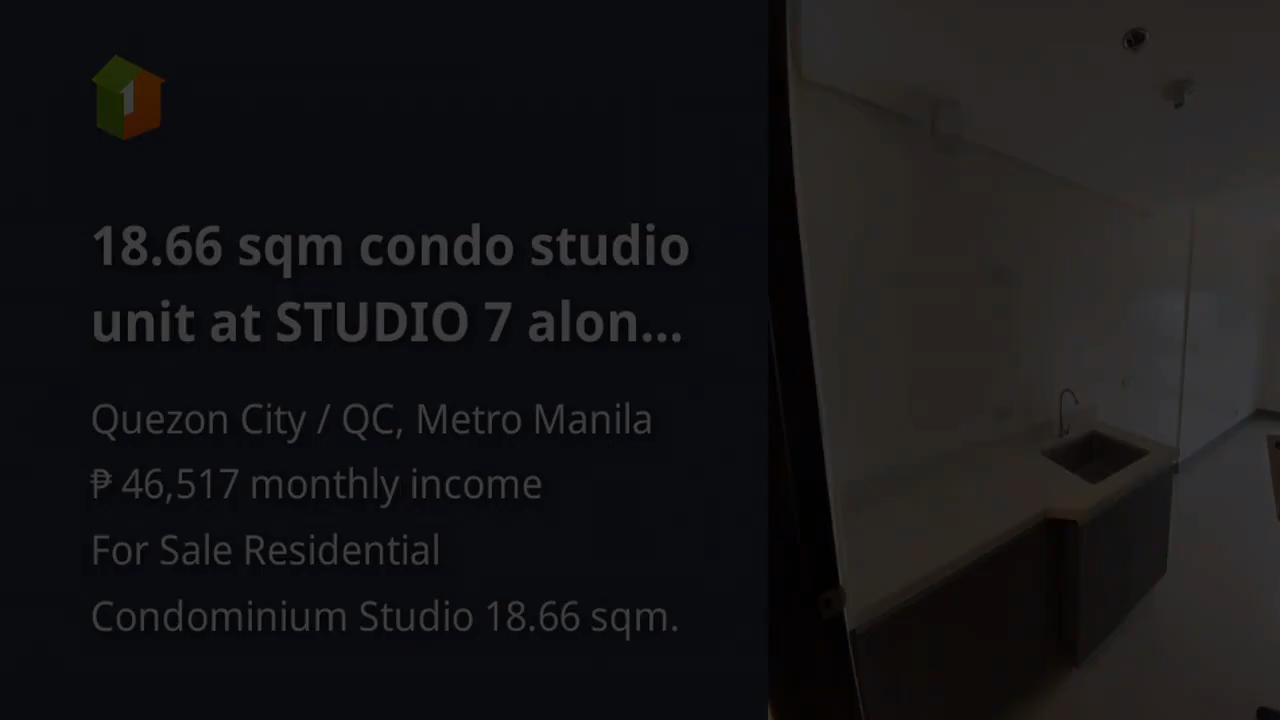 18.66 sqm condo studio
unit at STUDIO 7 alon...
Quezon City / QC, Metro Manila
₱ 46,517 monthly income
For Sale Residential
Condominium Studio 18.66 sqm.